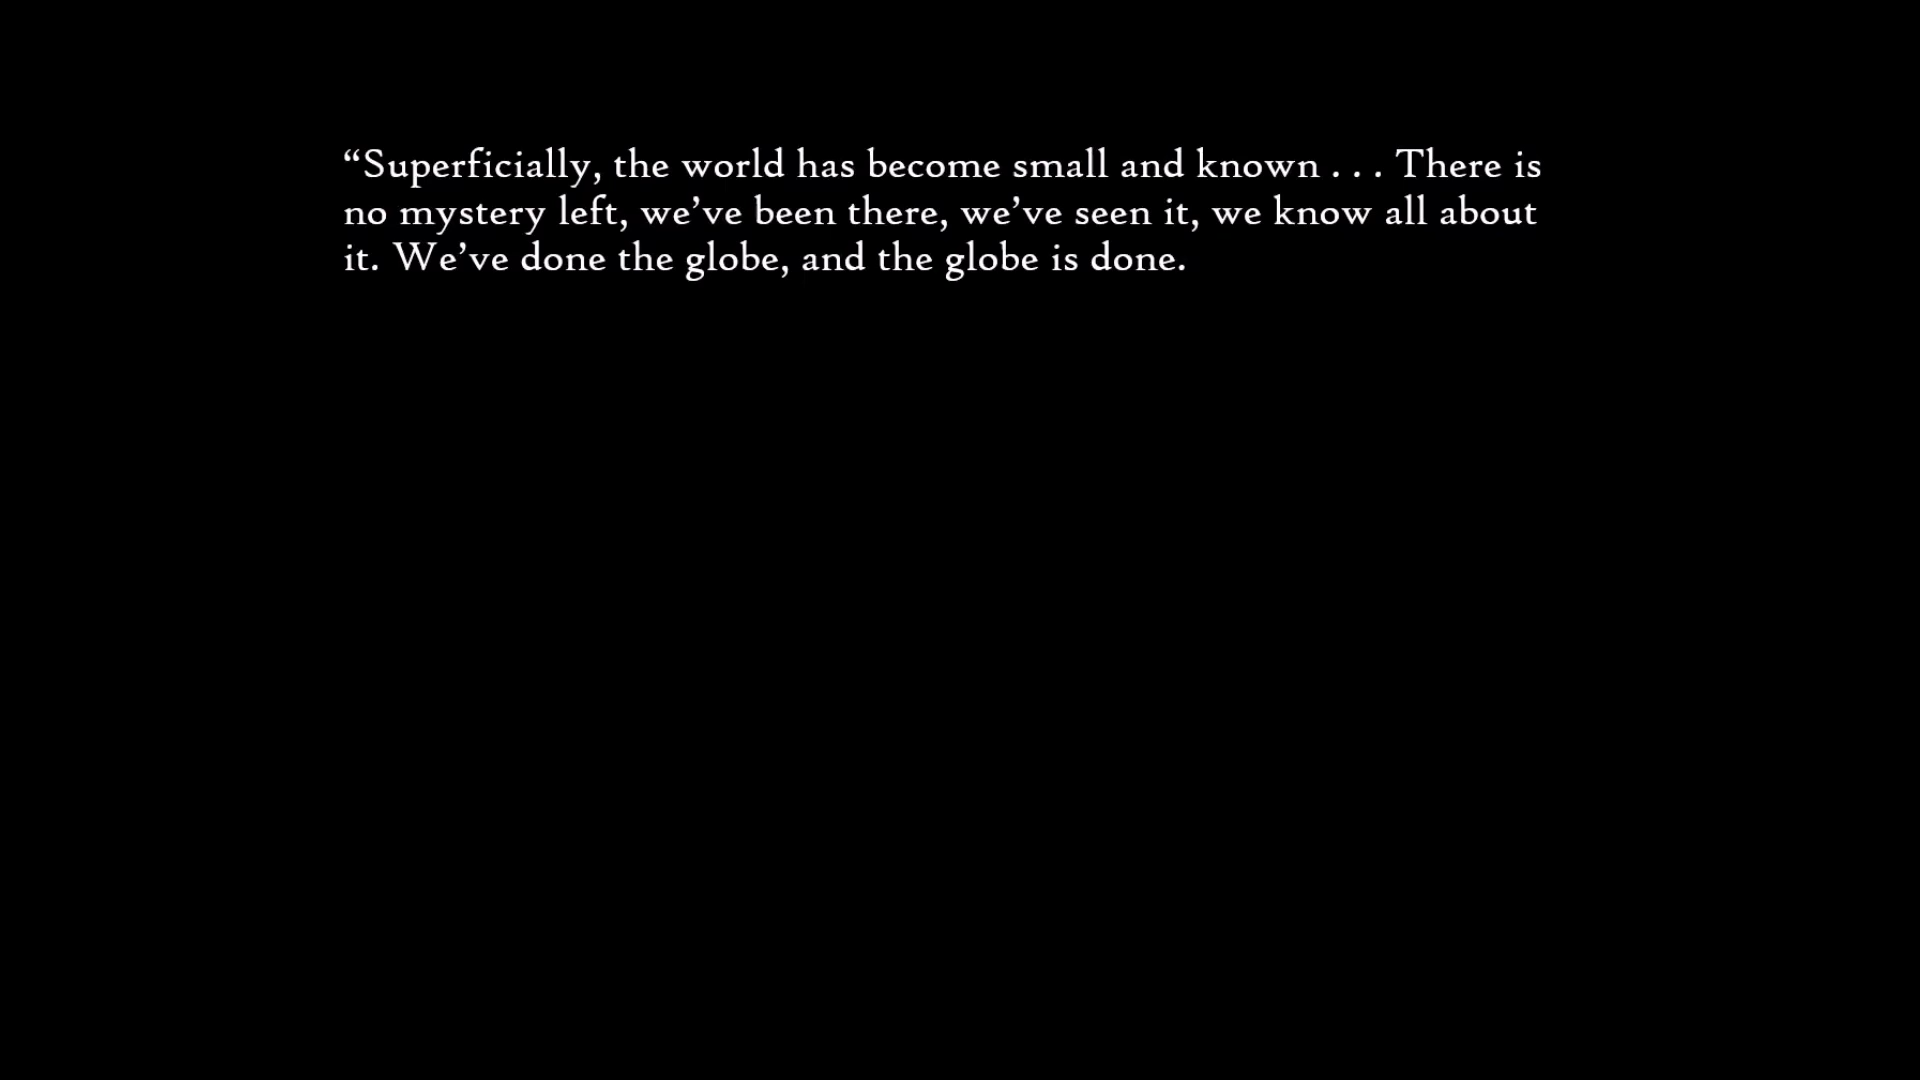 “Superficially, the world has become small and known . . . There is
no mystery left, we’ve been there, we’ve seen it, we know all about
it. We’ve done the globe, and the globe is done.